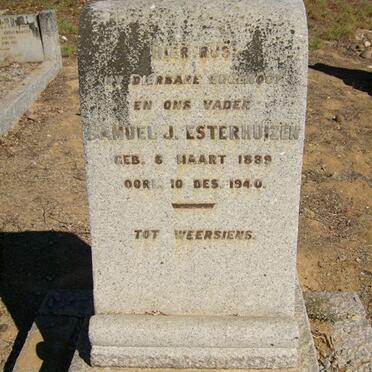 HIER RUS
MY DIERBARE EGGENOOT
EN ONS VADER
SAMUEL J. ESTERHUIZEN
GEB. 6 MAART 1889
OORL. 10 DES. 1940.
TOT WEERSIENS.